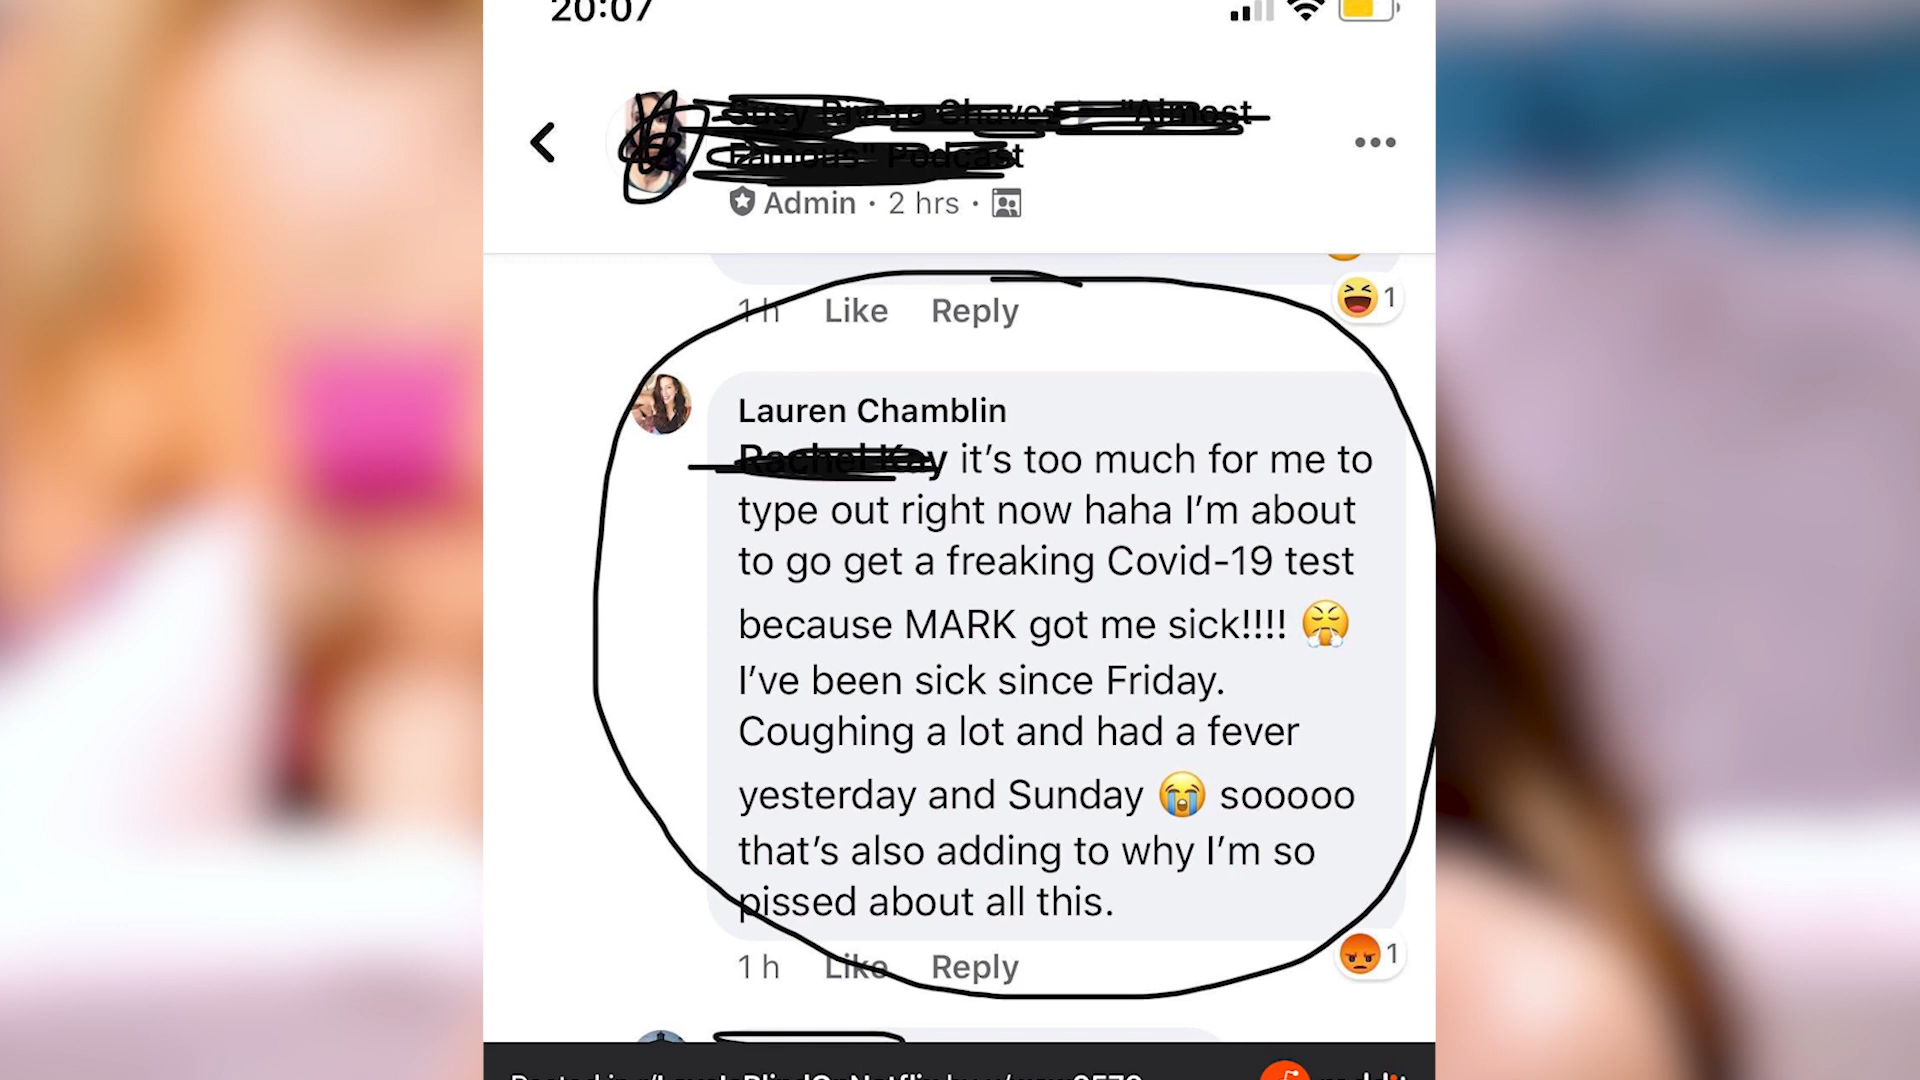 20:07
Admin · 2 hrs ·
1 h Like Reply
1
Lauren Chamblin
it's too much for me to
type out right now haha I'm about
to go get a freaking Covid-19 test
because MARK got me sick!!!! 😤
I've been sick since Friday.
Coughing a lot and had a fever
yesterday and Sunday 😭 sooooo
that's also adding to why I'm so
pissed about all this.
1 h Like Reply
1